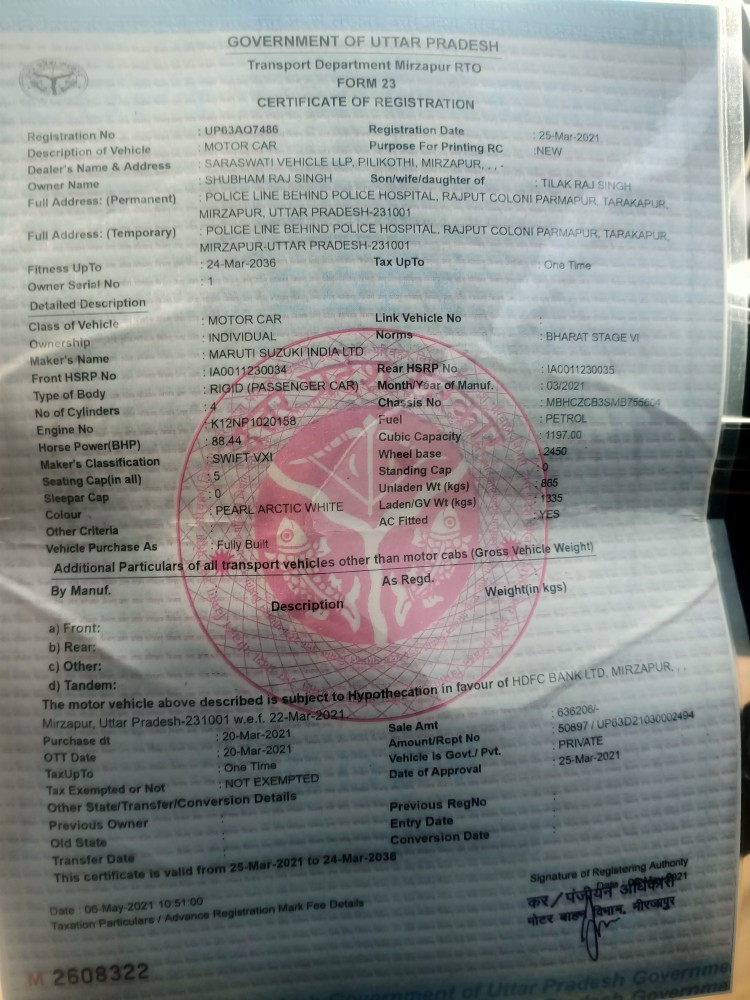 GOVERNMENT OF UTTAR PRADESH
Transport Department Mirzapur RTO
FORM 23
CERTIFICATE OF REGISTRATION
Registration No : UP63AQ7486 Registration Date : 25-Mar-2021
Description of Vehicle : MOTOR CAR Purpose For Printing RC :NEW
Dealer's Name & Address : SARASWATI VEHICLE LLP, PILIKOTHI, MIRZAPUR, , , -
Owner Name : SHUBHAM RAJ SINGH Son/wife/daughter of : TILAK RAJ SINGH
Full Address: (Permanent) : POLICE LINE BEHIND POLICE HOSPITAL, RAJPUT COLONI PARMAPUR, TARAKAPUR,
MIRZAPUR, UTTAR PRADESH-231001
Full Address: (Temporary) : POLICE LINE BEHIND POLICE HOSPITAL, RAJPUT COLONI PARMAPUR, TARAKAPUR,
MIRZAPUR-UTTAR PRADESH-231001
Fitness UpTo : 24-Mar-2036 Tax UpTo : One Time
Owner Serial No : 1
Detailed Description
Class of Vehicle : MOTOR CAR Link Vehicle No :
Ownership : INDIVIDUAL Norms : BHARAT STAGE VI
Maker's Name : MARUTI SUZUKI INDIA LTD
Front HSRP No : IA0011230034 Rear HSRP No : IA0011230035
Type of Body : RIGID (PASSENGER CAR) Month/Year of Manuf. : 03/2021
No of Cylinders : 4 Chassis No : MBHCZCB3SMB755604
Engine No : K12NP1020158 Fuel : PETROL
Horse Power(BHP) : 88.44 Cubic Capacity : 1197.00
Maker's Classification : SWIFT VXI Wheel base : 2450
Seating Cap(in all) : 5 Standing Cap : 0
Sleepar Cap : 0 Unladen Wt (kgs) : 885
Colour : PEARL ARCTIC WHITE Laden/GV Wt (kgs) : 1335
Other Criteria : AC Fitted : YES
Vehicle Purchase As : Fully Built
Additional Particulars of all transport vehicles other than motor cabs (Gross Vehicle Weight)
By Manuf. As Regd.
Description Weight(in kgs)
a) Front:
b) Rear:
c) Other:
d) Tandem:
The motor vehicle above described is subject to Hypothecation in favour of HDFC BANK LTD, MIRZAPUR, , .
Mirzapur, Uttar Pradesh-231001 w.e.f. 22-Mar-2021.
Purchase dt : 20-Mar-2021 Sale Amt : 636206/-
OTT Date : 20-Mar-2021 Amount/Rcpt No : 50897 / UP63D21030002494
TaxUpTo : One Time Vehicle is Govt./ Pvt. : PRIVATE
Tax Exempted or Not : NOT EXEMPTED Date of Approval : 25-Mar-2021
Other State/Transfer/Conversion Details
Previous Owner : Previous RegNo :
Old State : Entry Date :
Transfer Date Conversion Date :
This certificate is valid from 25-Mar-2021 to 24-Mar-2036
Signature of Registering Authority
Date : 06-May-2021 10:51:00
कर / पंजीयन अधिकारी
Taxation Particulars / Advance Registration Mark Fee Details
मोटर वाहन विभाग, मीरजापुर
M 2608322
Government of Uttar Pradesh Governme